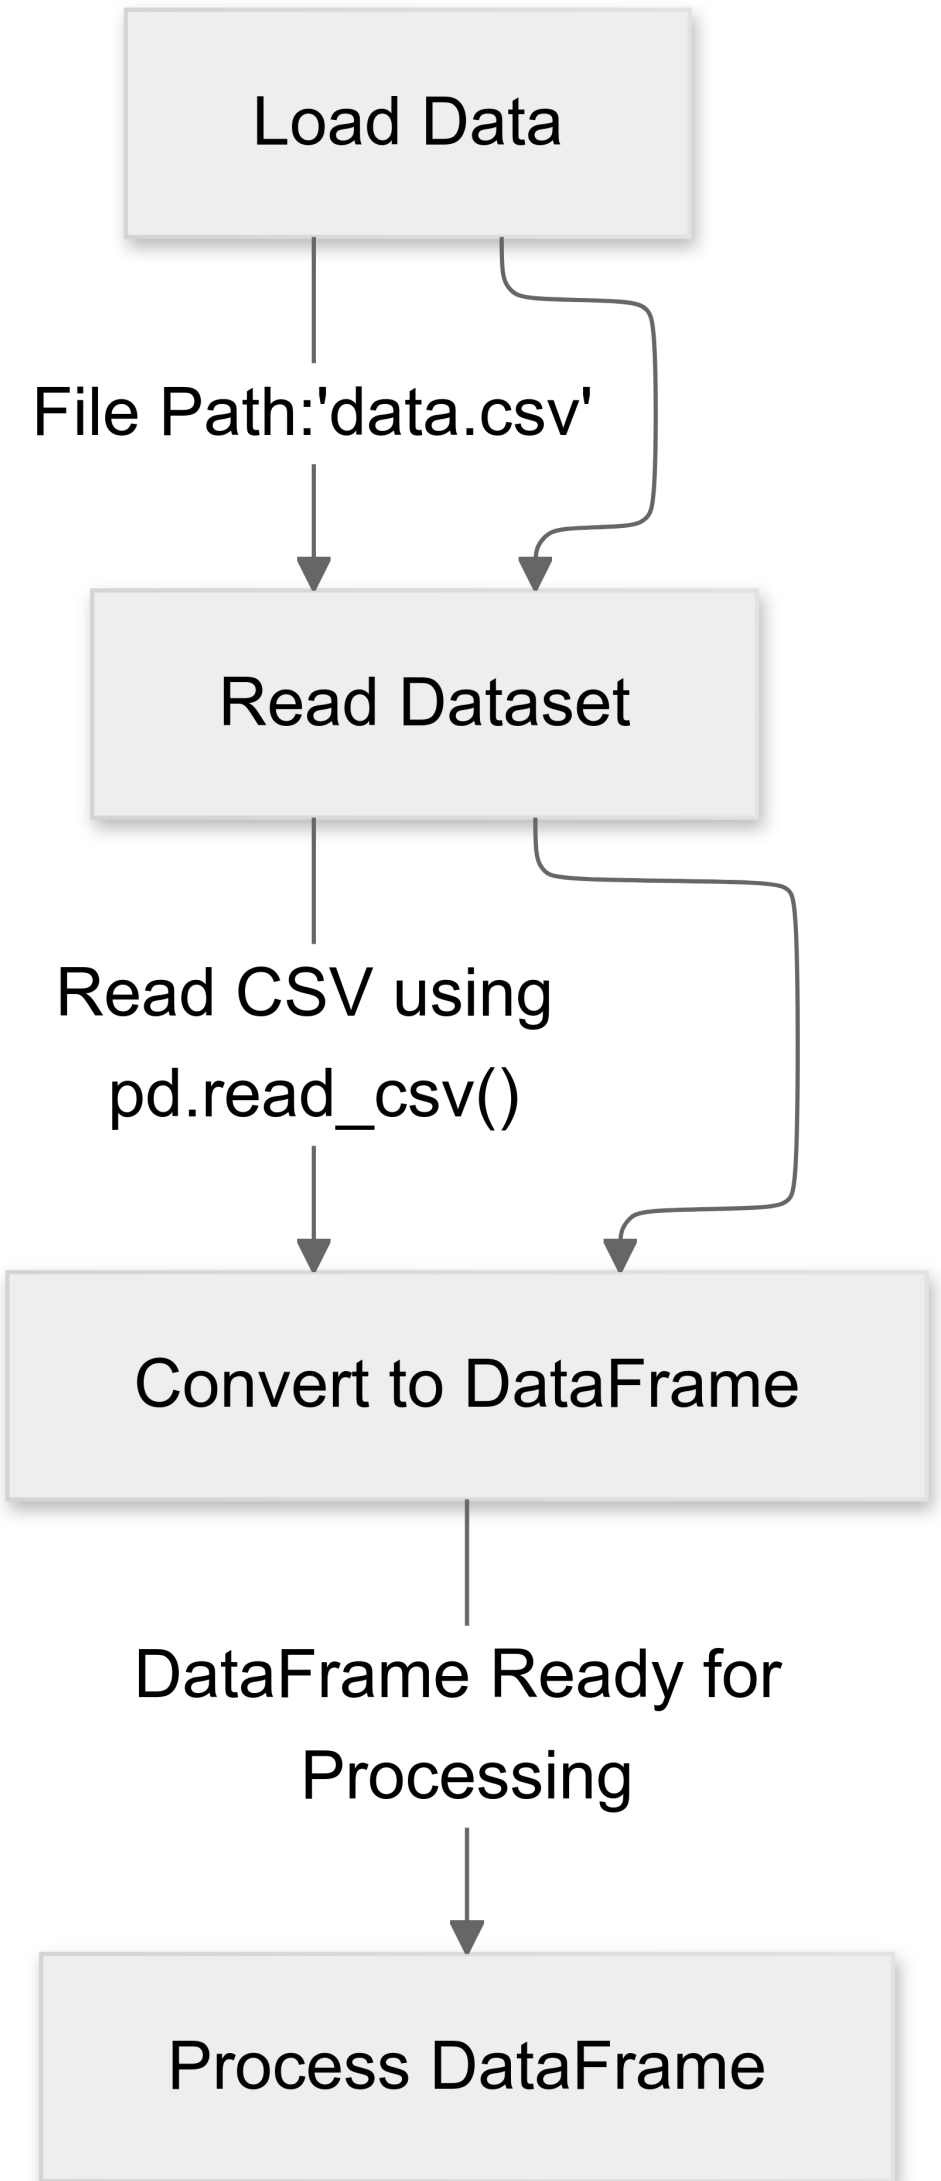 Load Data
File Path:'data.csv'
Read Dataset
Read CSV using
pd.read_csv()
Convert to DataFrame
DataFrame Ready for
Processing
Process DataFrame